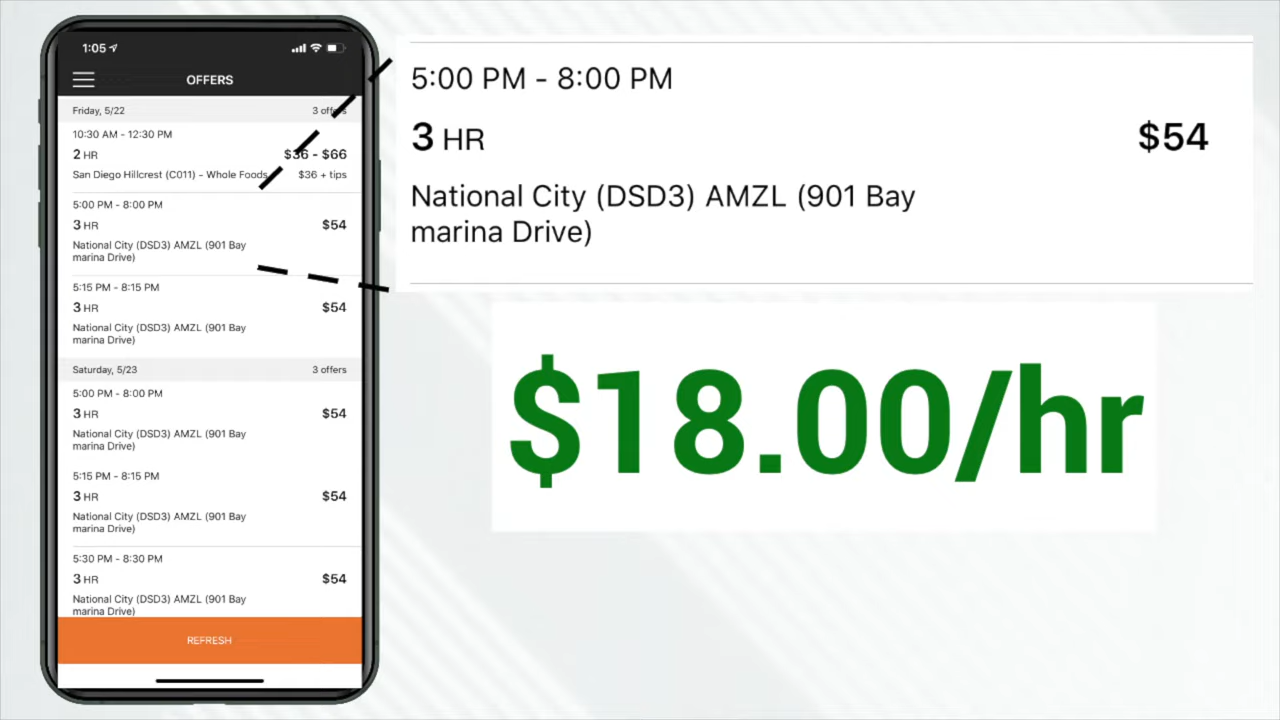 1:05
OFFERS
Friday, 5/22 3 offers
10:30 AM - 12:30 PM
2 HR $36 - $66
San Diego Hillcrest (C011) - Whole Foods $36 + tips
5:00 PM - 8:00 PM
3 HR $54
National City (DSD3) AMZL (901 Bay
marina Drive)
5:15 PM - 8:15 PM
3 HR $54
National City (DSD3) AMZL (901 Bay
marina Drive)
Saturday, 5/23 3 offers
5:00 PM - 8:00 PM
3 HR $54
National City (DSD3) AMZL (901 Bay
marina Drive)
5:15 PM - 8:15 PM
3 HR $54
National City (DSD3) AMZL (901 Bay
marina Drive)
5:30 PM - 8:30 PM
3 HR $54
National City (DSD3) AMZL (901 Bay
marina Drive)
REFRESH
5:00 PM - 8:00 PM
3 HR $54
National City (DSD3) AMZL (901 Bay
marina Drive)
$18.00/hr